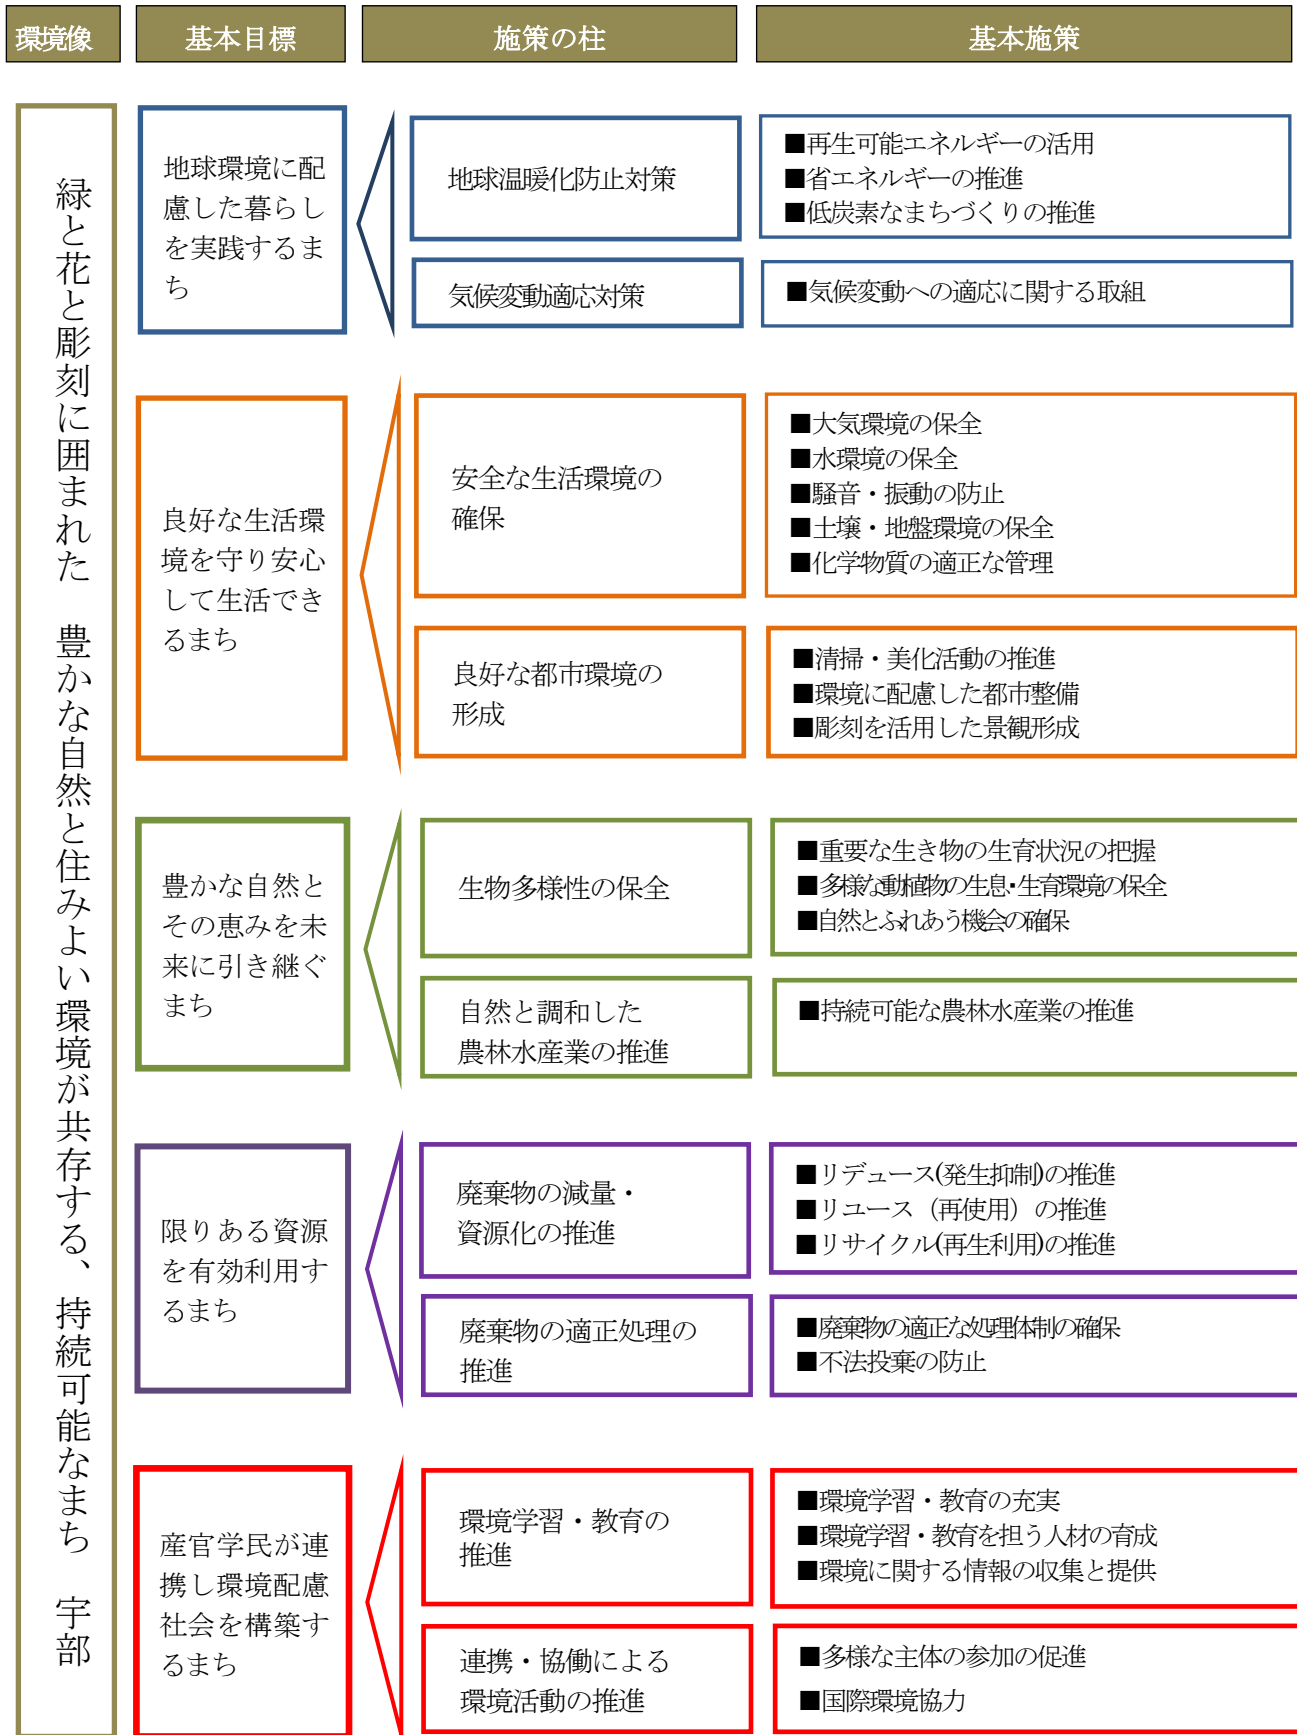 環境像
基本目標
施策の柱
基本施策
緑と花と彫刻に囲まれた　豊かな自然と住みよい環境が共存する、持続可能なまち　宇部
地球環境に配
慮した暮らし
を実践するま
ち
地球温暖化防止対策
■再生可能エネルギーの活用
■省エネルギーの推進
■低炭素なまちづくりの推進
気候変動適応対策
■気候変動への適応に関する取組
良好な生活環
境を守り安心
して生活でき
るまち
安全な生活環境の
確保
■大気環境の保全
■水環境の保全
■騒音・振動の防止
■土壌・地盤環境の保全
■化学物質の適正な管理
良好な都市環境の
形成
■清掃・美化活動の推進
■環境に配慮した都市整備
■彫刻を活用した景観形成
豊かな自然と
その恵みを未
来に引き継ぐ
まち
生物多様性の保全
■重要な生き物の生育状況の把握
■多様な動植物の生息・生育環境の保全
■自然とふれあう機会の確保
自然と調和した
農林水産業の推進
■持続可能な農林水産業の推進
限りある資源
を有効利用す
るまち
廃棄物の減量・
資源化の推進
■リデュース(発生抑制)の推進
■リユース（再使用）の推進
■リサイクル(再生利用)の推進
廃棄物の適正処理の
推進
■廃棄物の適正な処理体制の確保
■不法投棄の防止
産官学民が連
携し環境配慮
社会を構築す
るまち
環境学習・教育の
推進
■環境学習・教育の充実
■環境学習・教育を担う人材の育成
■環境に関する情報の収集と提供
連携・協働による
環境活動の推進
■多様な主体の参加の促進
■国際環境協力